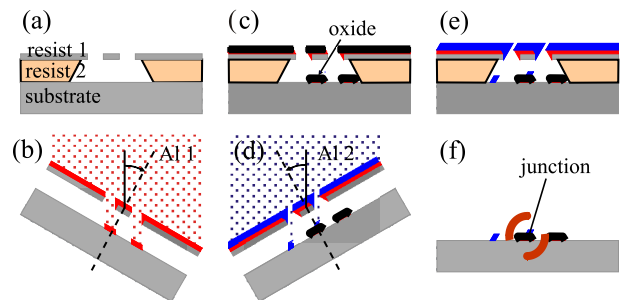 (a)
(c)
oxide
(e)
resist 1
resist 2
substrate
(b)
Al 1
(d)
Al 2
(f)
junction